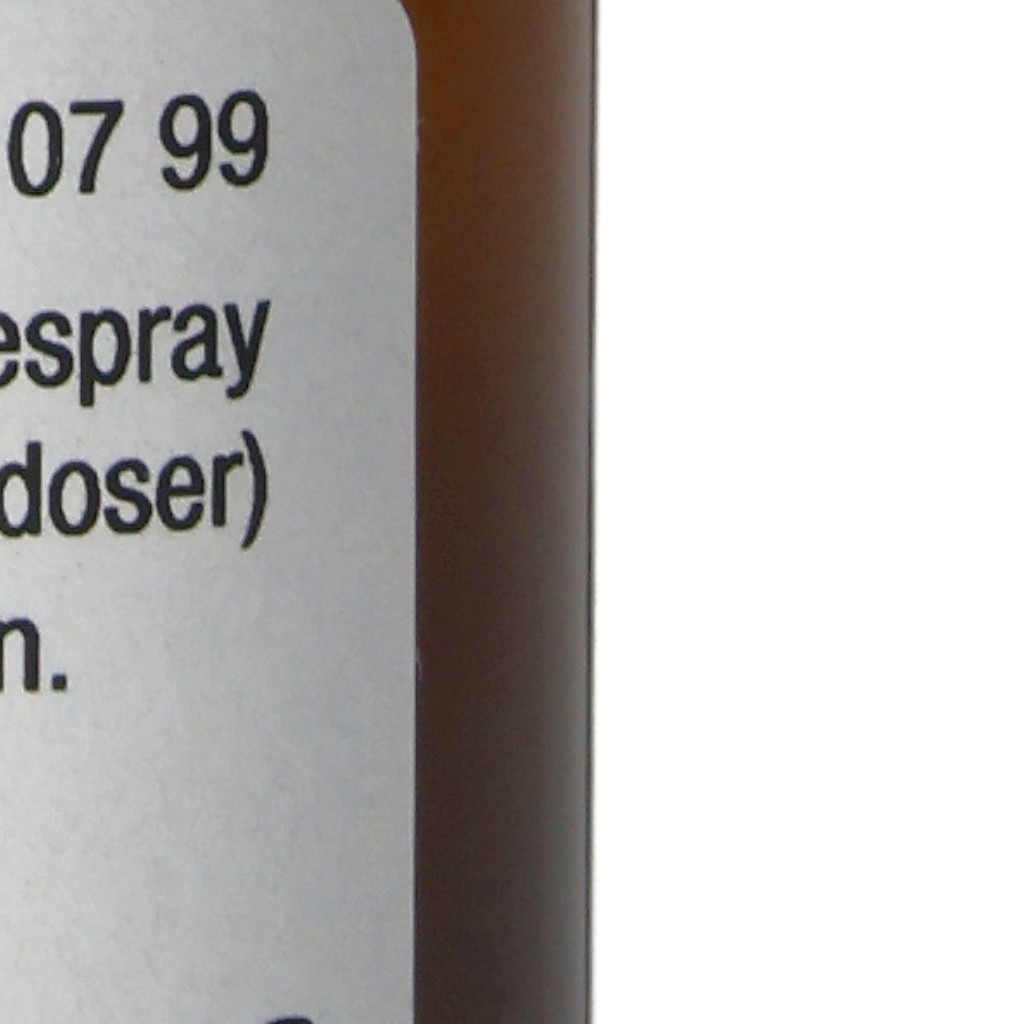 07 99
espray
doser)
n.